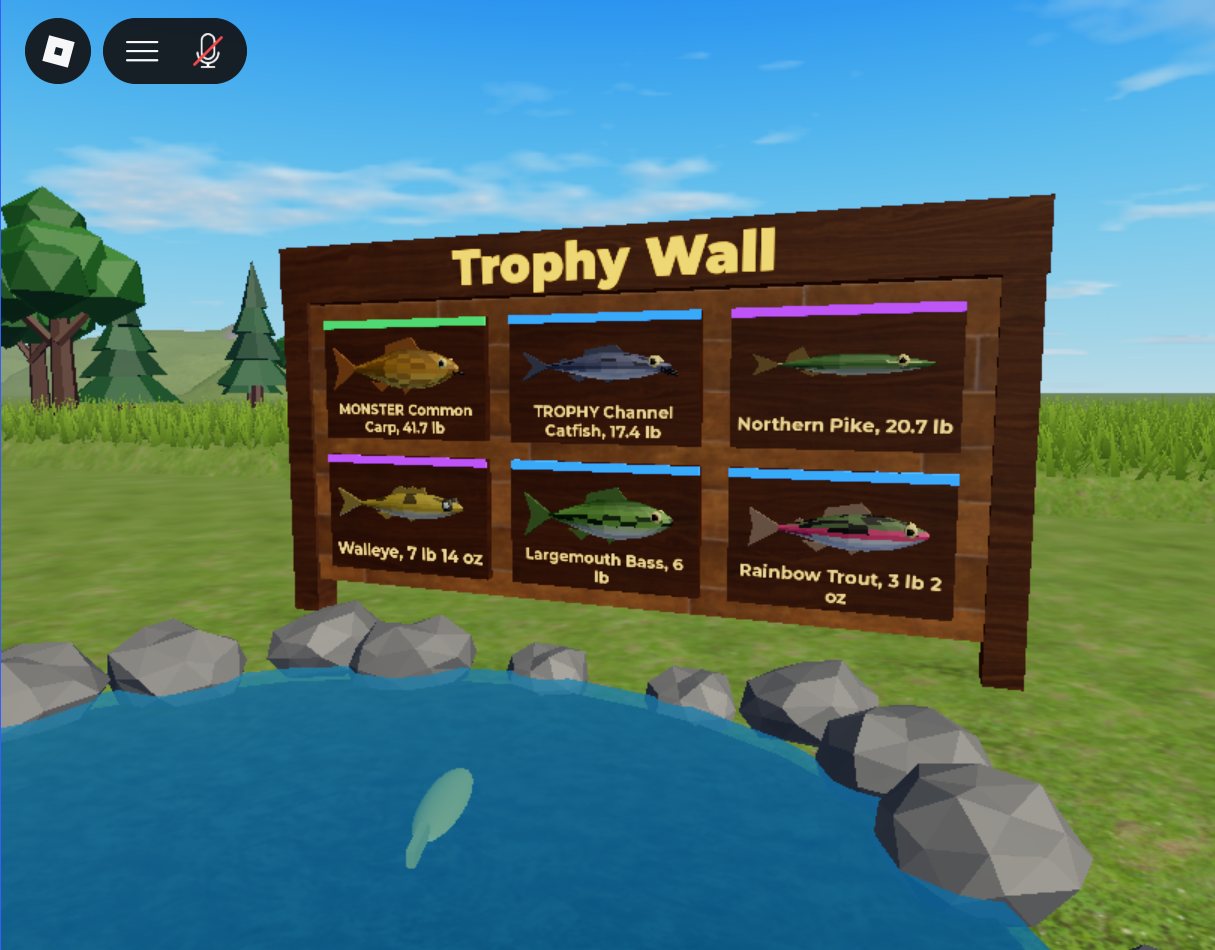 Trophy Wall
MONSTER Common
Carp, 41.7 lb
TROPHY Channel
Catfish, 17.4 lb
Northern Pike, 20.7 lb
Walleye, 7 lb 14 oz
Largemouth Bass, 6
lb
Rainbow Trout, 3 lb 2
oz